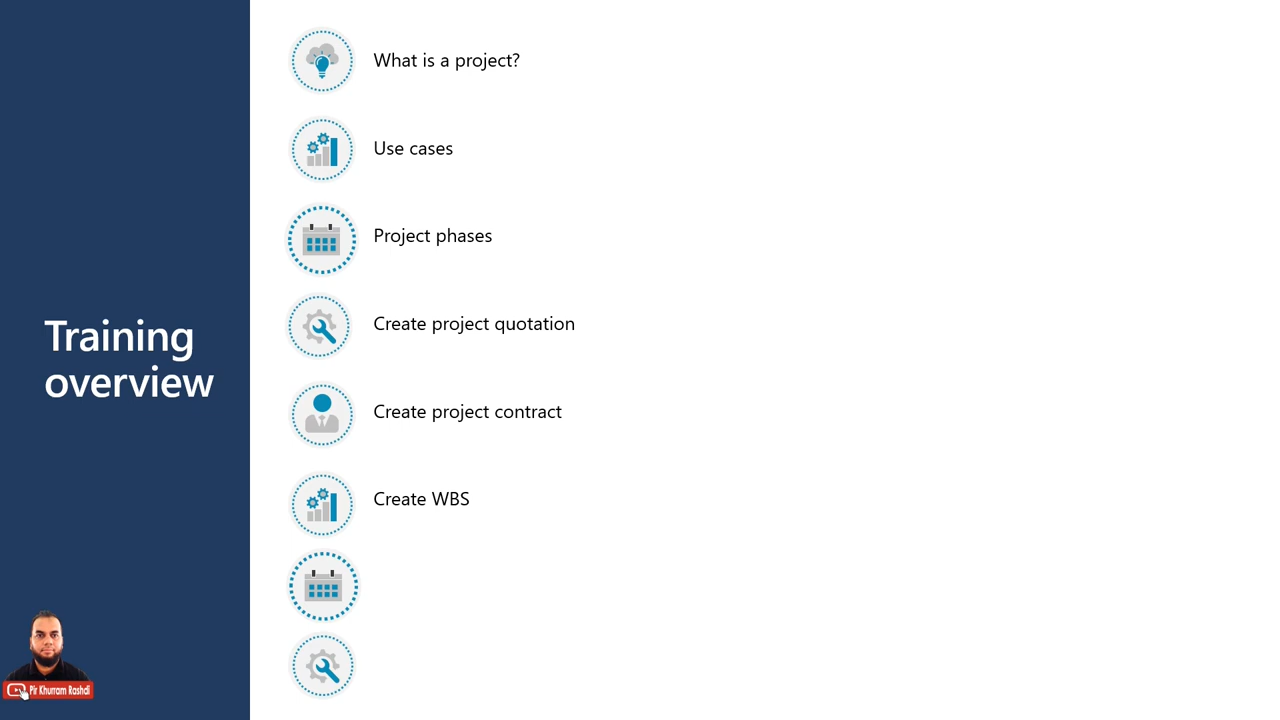 Training
overview
What is a project?
Use cases
Project phases
Create project quotation
Create project contract
Create WBS
Pir Khurram Rashdi